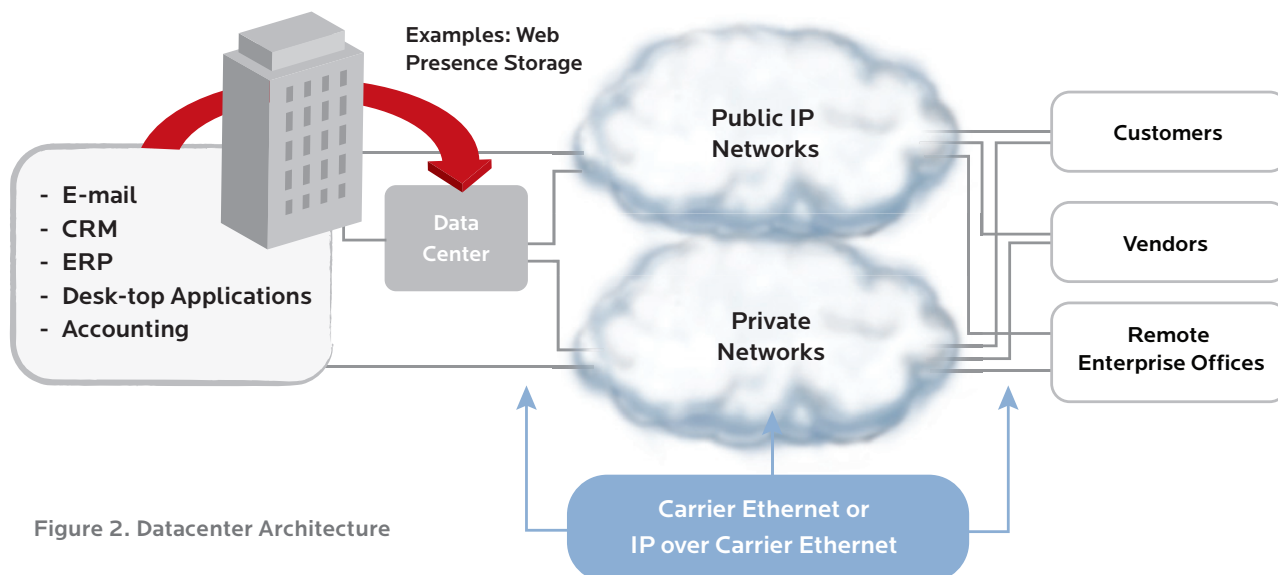 Examples: Web
Presence Storage
- E-mail
- CRM
- ERP
- Desk-top Applications
- Accounting
Data
Center
Public IP
Networks
Private
Networks
Customers
Vendors
Remote
Enterprise Offices
Carrier Ethernet or
IP over Carrier Ethernet
Figure 2. Datacenter Architecture